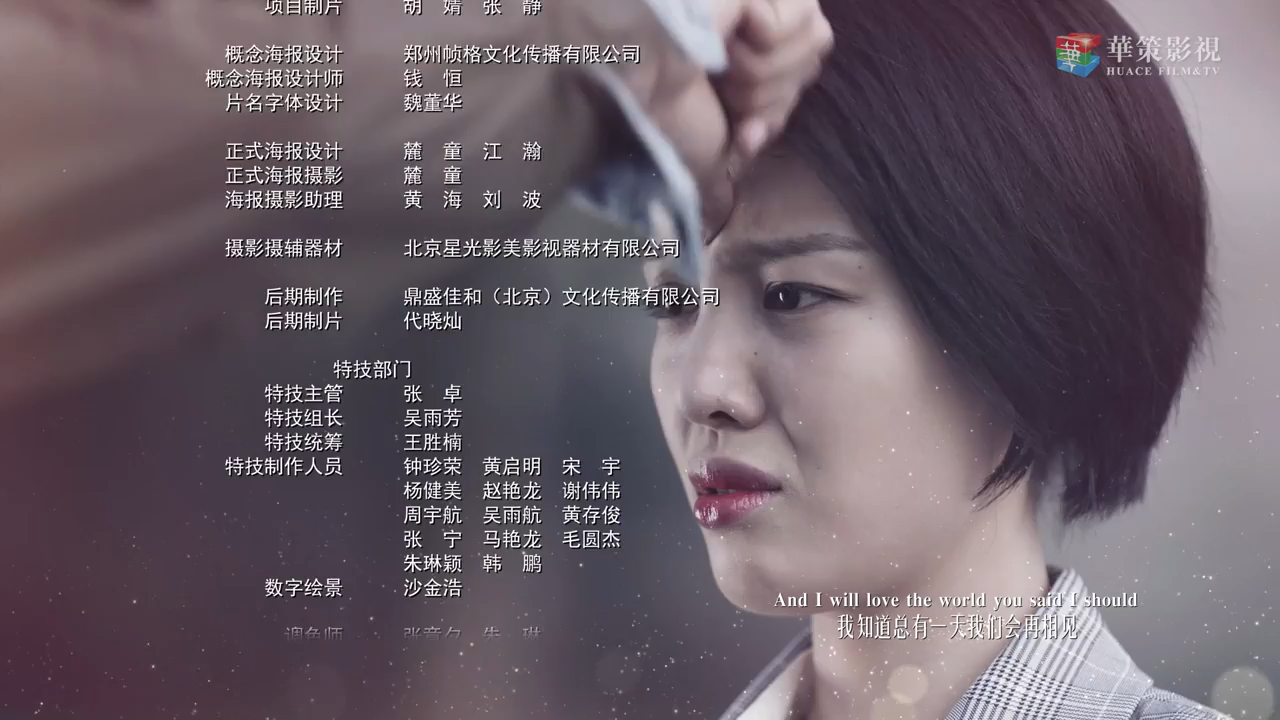 项目制片 胡 婧 张 静
華策影視
HUACE FILM&TV
概念海报设计 郑州帧格文化传播有限公司
概念海报设计师 钱 恒
片名字体设计 魏董华
正式海报设计 麓 童 江 瀚
正式海报摄影 麓 童
海报摄影助理 黄 海 刘 波
摄影摄辅器材 北京星光影美影视器材有限公司
后期制作 鼎盛佳和（北京）文化传播有限公司
后期制片 代晓灿
特技部门
特技主管 张 卓
特技组长 吴雨芳
特技统筹 王胜楠
特技制作人员 钟珍荣 黄启明 宋 宇
杨健美 赵艳龙 谢伟伟
周宇航 吴雨航 黄存俊
张 宁 马艳龙 毛圆杰
朱琳颖 韩 鹏
数字绘景 沙金浩
And I will love the world you said I should
我知道总有一天我们会再相见
调色师